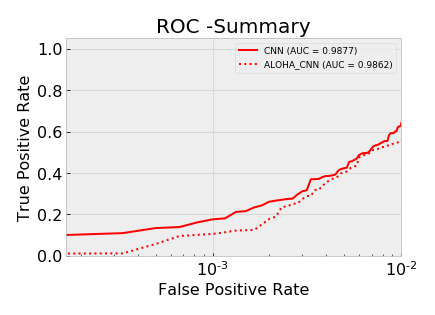 ROC -Summary
CNN (AUC = 0.9877)
ALOHA_CNN (AUC = 0.9862)
True Positive Rate
1.0
0.8
0.6
0.4
0.2
0.0
10⁻³
10⁻²
False Positive Rate